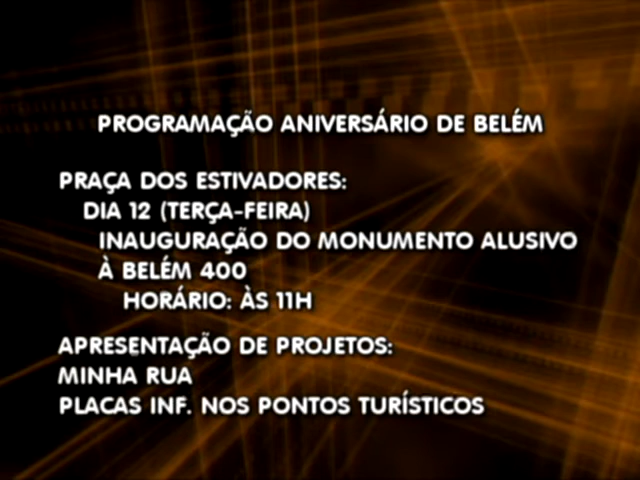 PROGRAMAÇÃO ANIVERSÁRIO DE BELÉM
PRAÇA DOS ESTIVADORES:
DIA 12 (TERÇA-FEIRA)
INAUGURAÇÃO DO MONUMENTO ALUSIVO
À BELÉM 400
HORÁRIO: ÀS 11H
APRESENTAÇÃO DE PROJETOS:
MINHA RUA
PLACAS INF. NOS PONTOS TURÍSTICOS